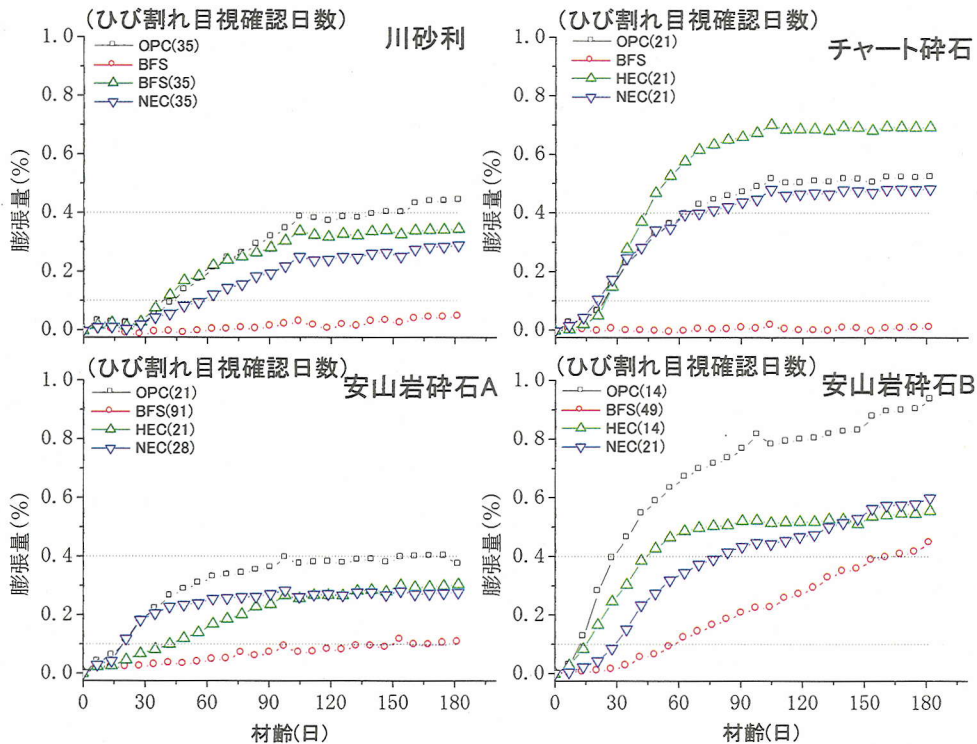 (ひび割れ目視確認日数)
川砂利
OPC(35)
BFS
BFS(35)
NEC(35)
膨張量(%)
1.0
0.8
0.6
0.4
0.2
0.0
(ひび割れ目視確認日数)
チャート砕石
OPC(21)
BFS
HEC(21)
NEC(21)
膨張量(%)
1.0
0.8
0.6
0.4
0.2
0.0
(ひび割れ目視確認日数)
安山岩砕石A
OPC(21)
BFS(91)
HEC(21)
NEC(28)
膨張量(%)
1.0
0.8
0.6
0.4
0.2
0.0
0 30 60 90 120 150 180
材齢(日)
(ひび割れ目視確認日数)
安山岩砕石B
OPC(14)
BFS(49)
HEC(14)
NEC(21)
膨張量(%)
1.0
0.8
0.6
0.4
0.2
0.0
0 30 60 90 120 150 180
材齢(日)